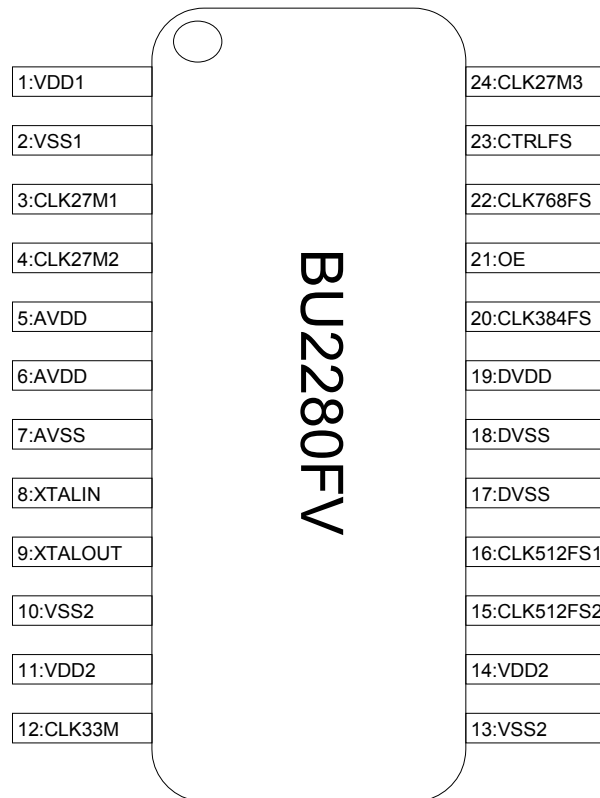 1:VDD1
2:VSS1
3:CLK27M1
4:CLK27M2
5:AVDD
6:AVDD
7:AVSS
8:XTALIN
9:XTALOUT
10:VSS2
11:VDD2
12:CLK33M
BU2280FV
24:CLK27M3
23:CTRLFS
22:CLK768FS
21:OE
20:CLK384FS
19:DVDD
18:DVSS
17:DVSS
16:CLK512FS1
15:CLK512FS2
14:VDD2
13:VSS2